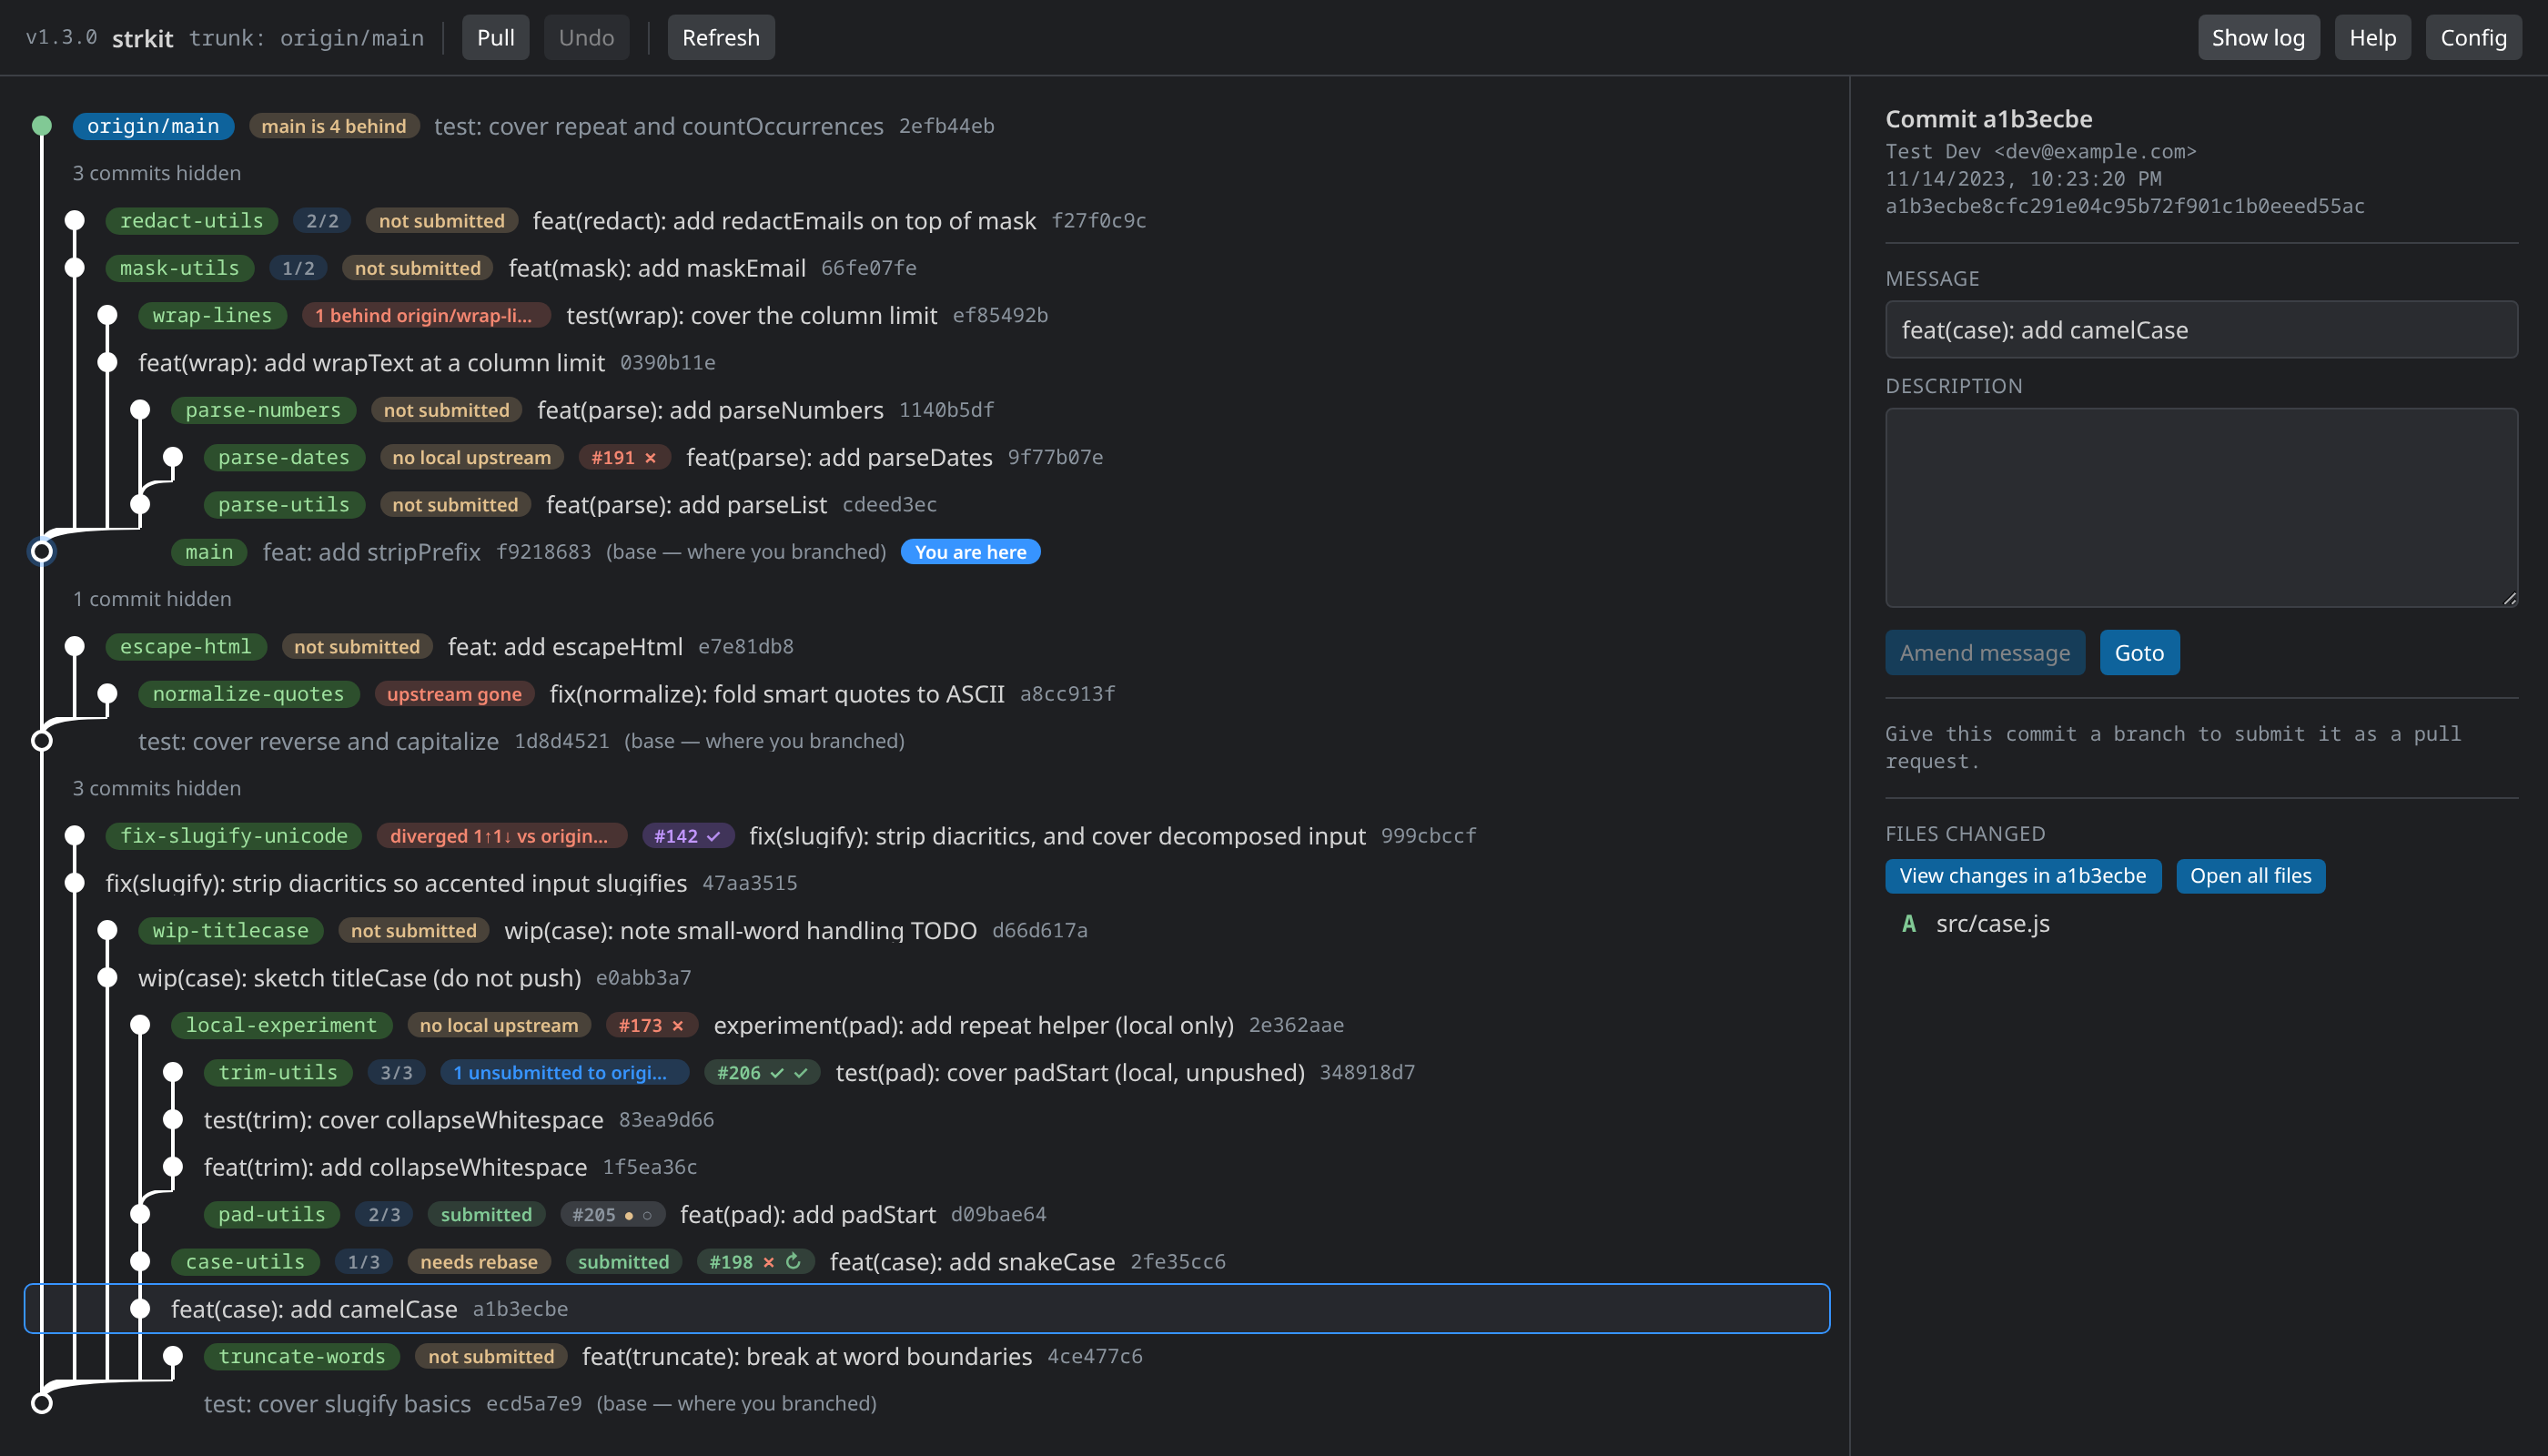 v1.3.0 strkit trunk: origin/main Pull Undo Refresh Show log Help Config
origin/main main is 4 behind test: cover repeat and countOccurrences 2efb44eb
3 commits hidden
redact-utils 2/2 not submitted feat(redact): add redactEmails on top of mask f27f0c9c
mask-utils 1/2 not submitted feat(mask): add maskEmail 66fe07fe
wrap-lines 1 behind origin/wrap-li... test(wrap): cover the column limit ef85492b
feat(wrap): add wrapText at a column limit 0390b11e
parse-numbers not submitted feat(parse): add parseNumbers 1140b5df
parse-dates no local upstream #191 × feat(parse): add parseDates 9f77b07e
parse-utils not submitted feat(parse): add parseList cdeed3ec
main feat: add stripPrefix f9218683 (base — where you branched) You are here
1 commit hidden
escape-html not submitted feat: add escapeHtml e7e81db8
normalize-quotes upstream gone fix(normalize): fold smart quotes to ASCII a8cc913f
test: cover reverse and capitalize 1d8d4521 (base — where you branched)
3 commits hidden
fix-slugify-unicode diverged 1↑1↓ vs origin... #142 ✓ fix(slugify): strip diacritics, and cover decomposed input 999cbccf
fix(slugify): strip diacritics so accented input slugifies 47aa3515
wip-titlecase not submitted wip(case): note small-word handling TODO d66d617a
wip(case): sketch titleCase (do not push) e0abb3a7
local-experiment no local upstream #173 × experiment(pad): add repeat helper (local only) 2e362aae
trim-utils 3/3 1 unsubmitted to origi... #206 ✓ ✓ test(pad): cover padStart (local, unpushed) 348918d7
test(trim): cover collapseWhitespace 83ea9d66
feat(trim): add collapseWhitespace 1f5ea36c
pad-utils 2/3 submitted #205 ● ○ feat(pad): add padStart d09bae64
case-utils 1/3 needs rebase submitted #198 × ↻ feat(case): add snakeCase 2fe35cc6
feat(case): add camelCase a1b3ecbe
truncate-words not submitted feat(truncate): break at word boundaries 4ce477c6
test: cover slugify basics ecd5a7e9 (base — where you branched)
Commit a1b3ecbe
Test Dev <dev@example.com>
11/14/2023, 10:23:20 PM
a1b3ecbe8cfc291e04c95b72f901c1b0eeed55ac
MESSAGE
feat(case): add camelCase
DESCRIPTION
Amend message Goto
Give this commit a branch to submit it as a pull
request.
FILES CHANGED
View changes in a1b3ecbe Open all files
A src/case.js